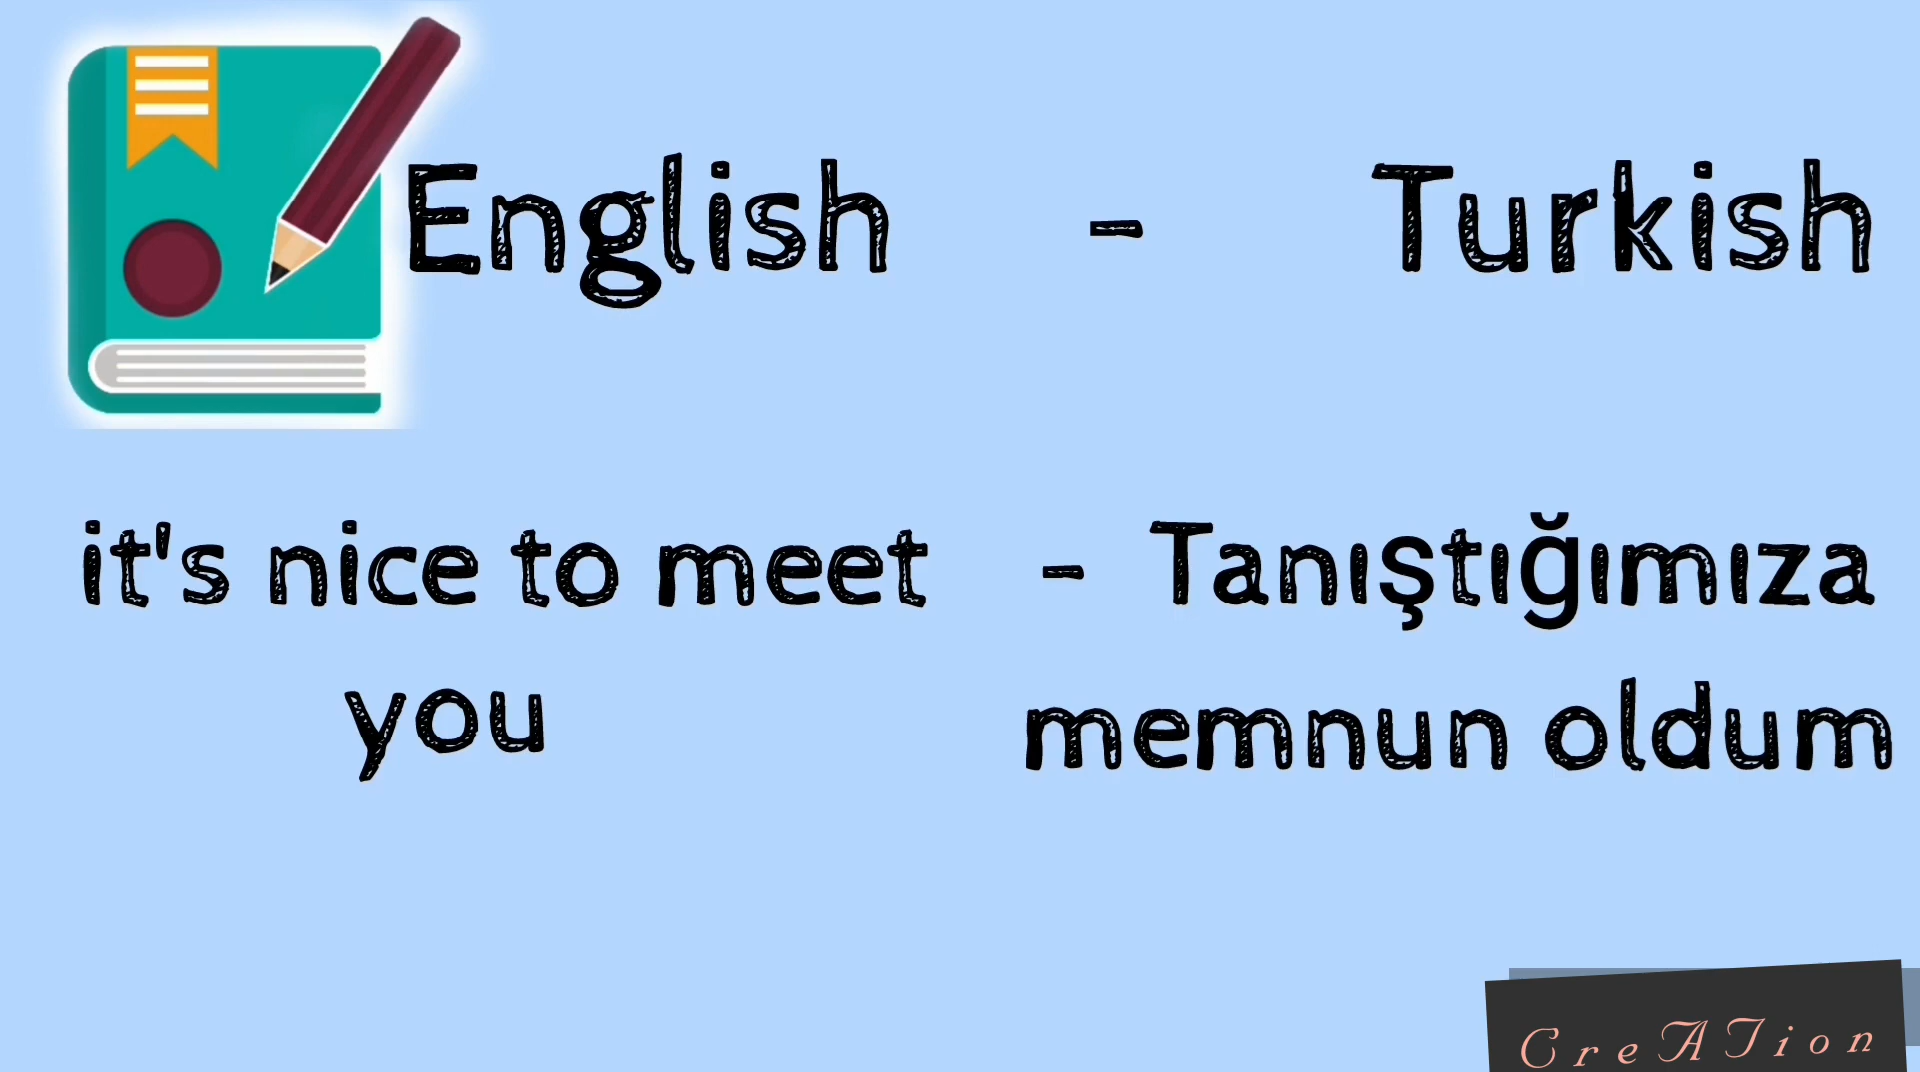 English - Turkish
it's nice to meet - Tanıştığımıza
you memnun oldum
CreATion